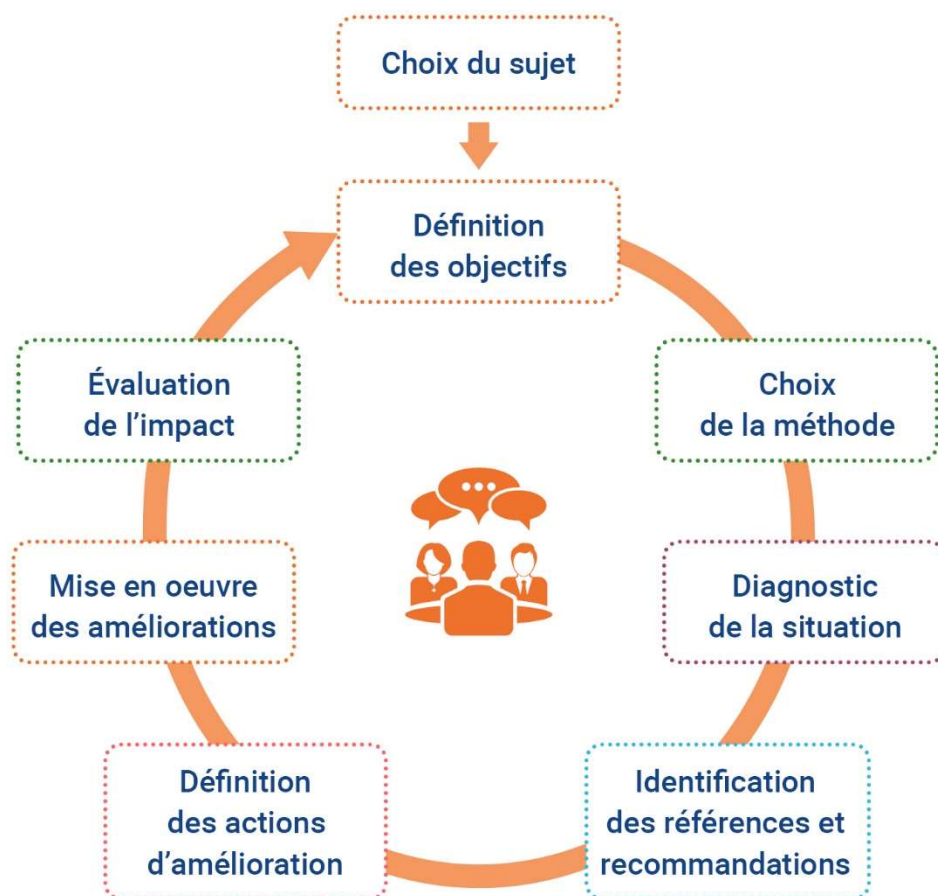 Choix du sujet
Définition
des objectifs
Choix
de la méthode
Diagnostic
de la situation
Identification
des références et
recommandations
Définition
des actions
d'amélioration
Mise en oeuvre
des améliorations
Évaluation
de l'impact